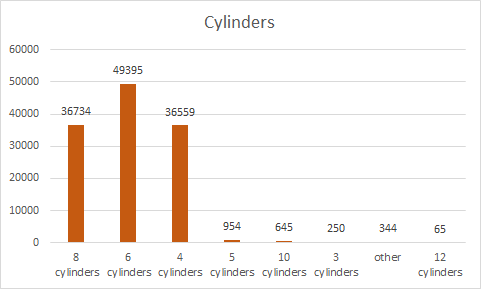 Cylinders
60000
50000
40000
30000
20000
10000
0
36734
49395
36559
954
645
250
344
65
8 cylinders
6 cylinders
4 cylinders
5 cylinders
10 cylinders
3 cylinders
other
12 cylinders